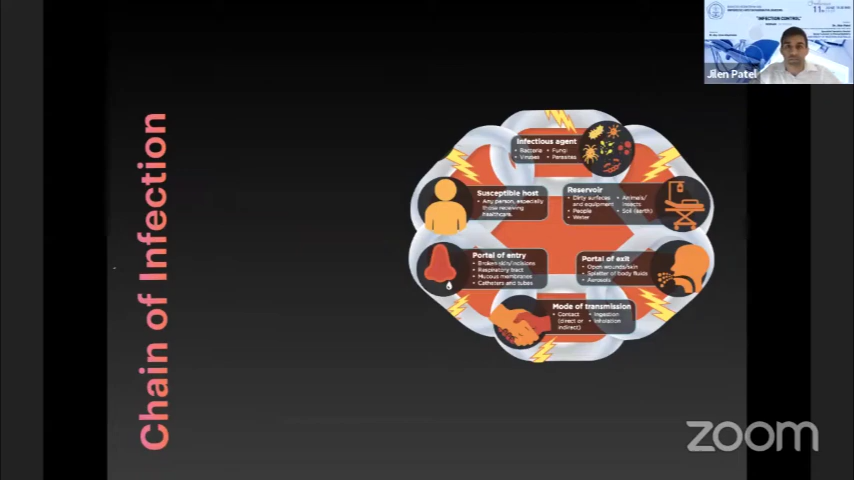 "INFECTION CONTROL"
Jilen Patel
Chain of Infection
Infectious agent
• Bacteria • Fungi
• Viruses • Parasites
Susceptible host
• Any person, especially
those receiving
healthcare.
Reservoir
• Dirty surfaces
and equipment
• People
• Water
• Animals/
insects
• Soil (earth)
Portal of entry
• Broken skin/incisions
• Respiratory tract
• Mucous membranes
• Catheters and tubes
Portal of exit
• Open wounds/skin
• Splatter of body fluids
• Aerosols
Mode of transmission
• Contact
(direct or
indirect)
• Ingestion
• Inhalation
zoom